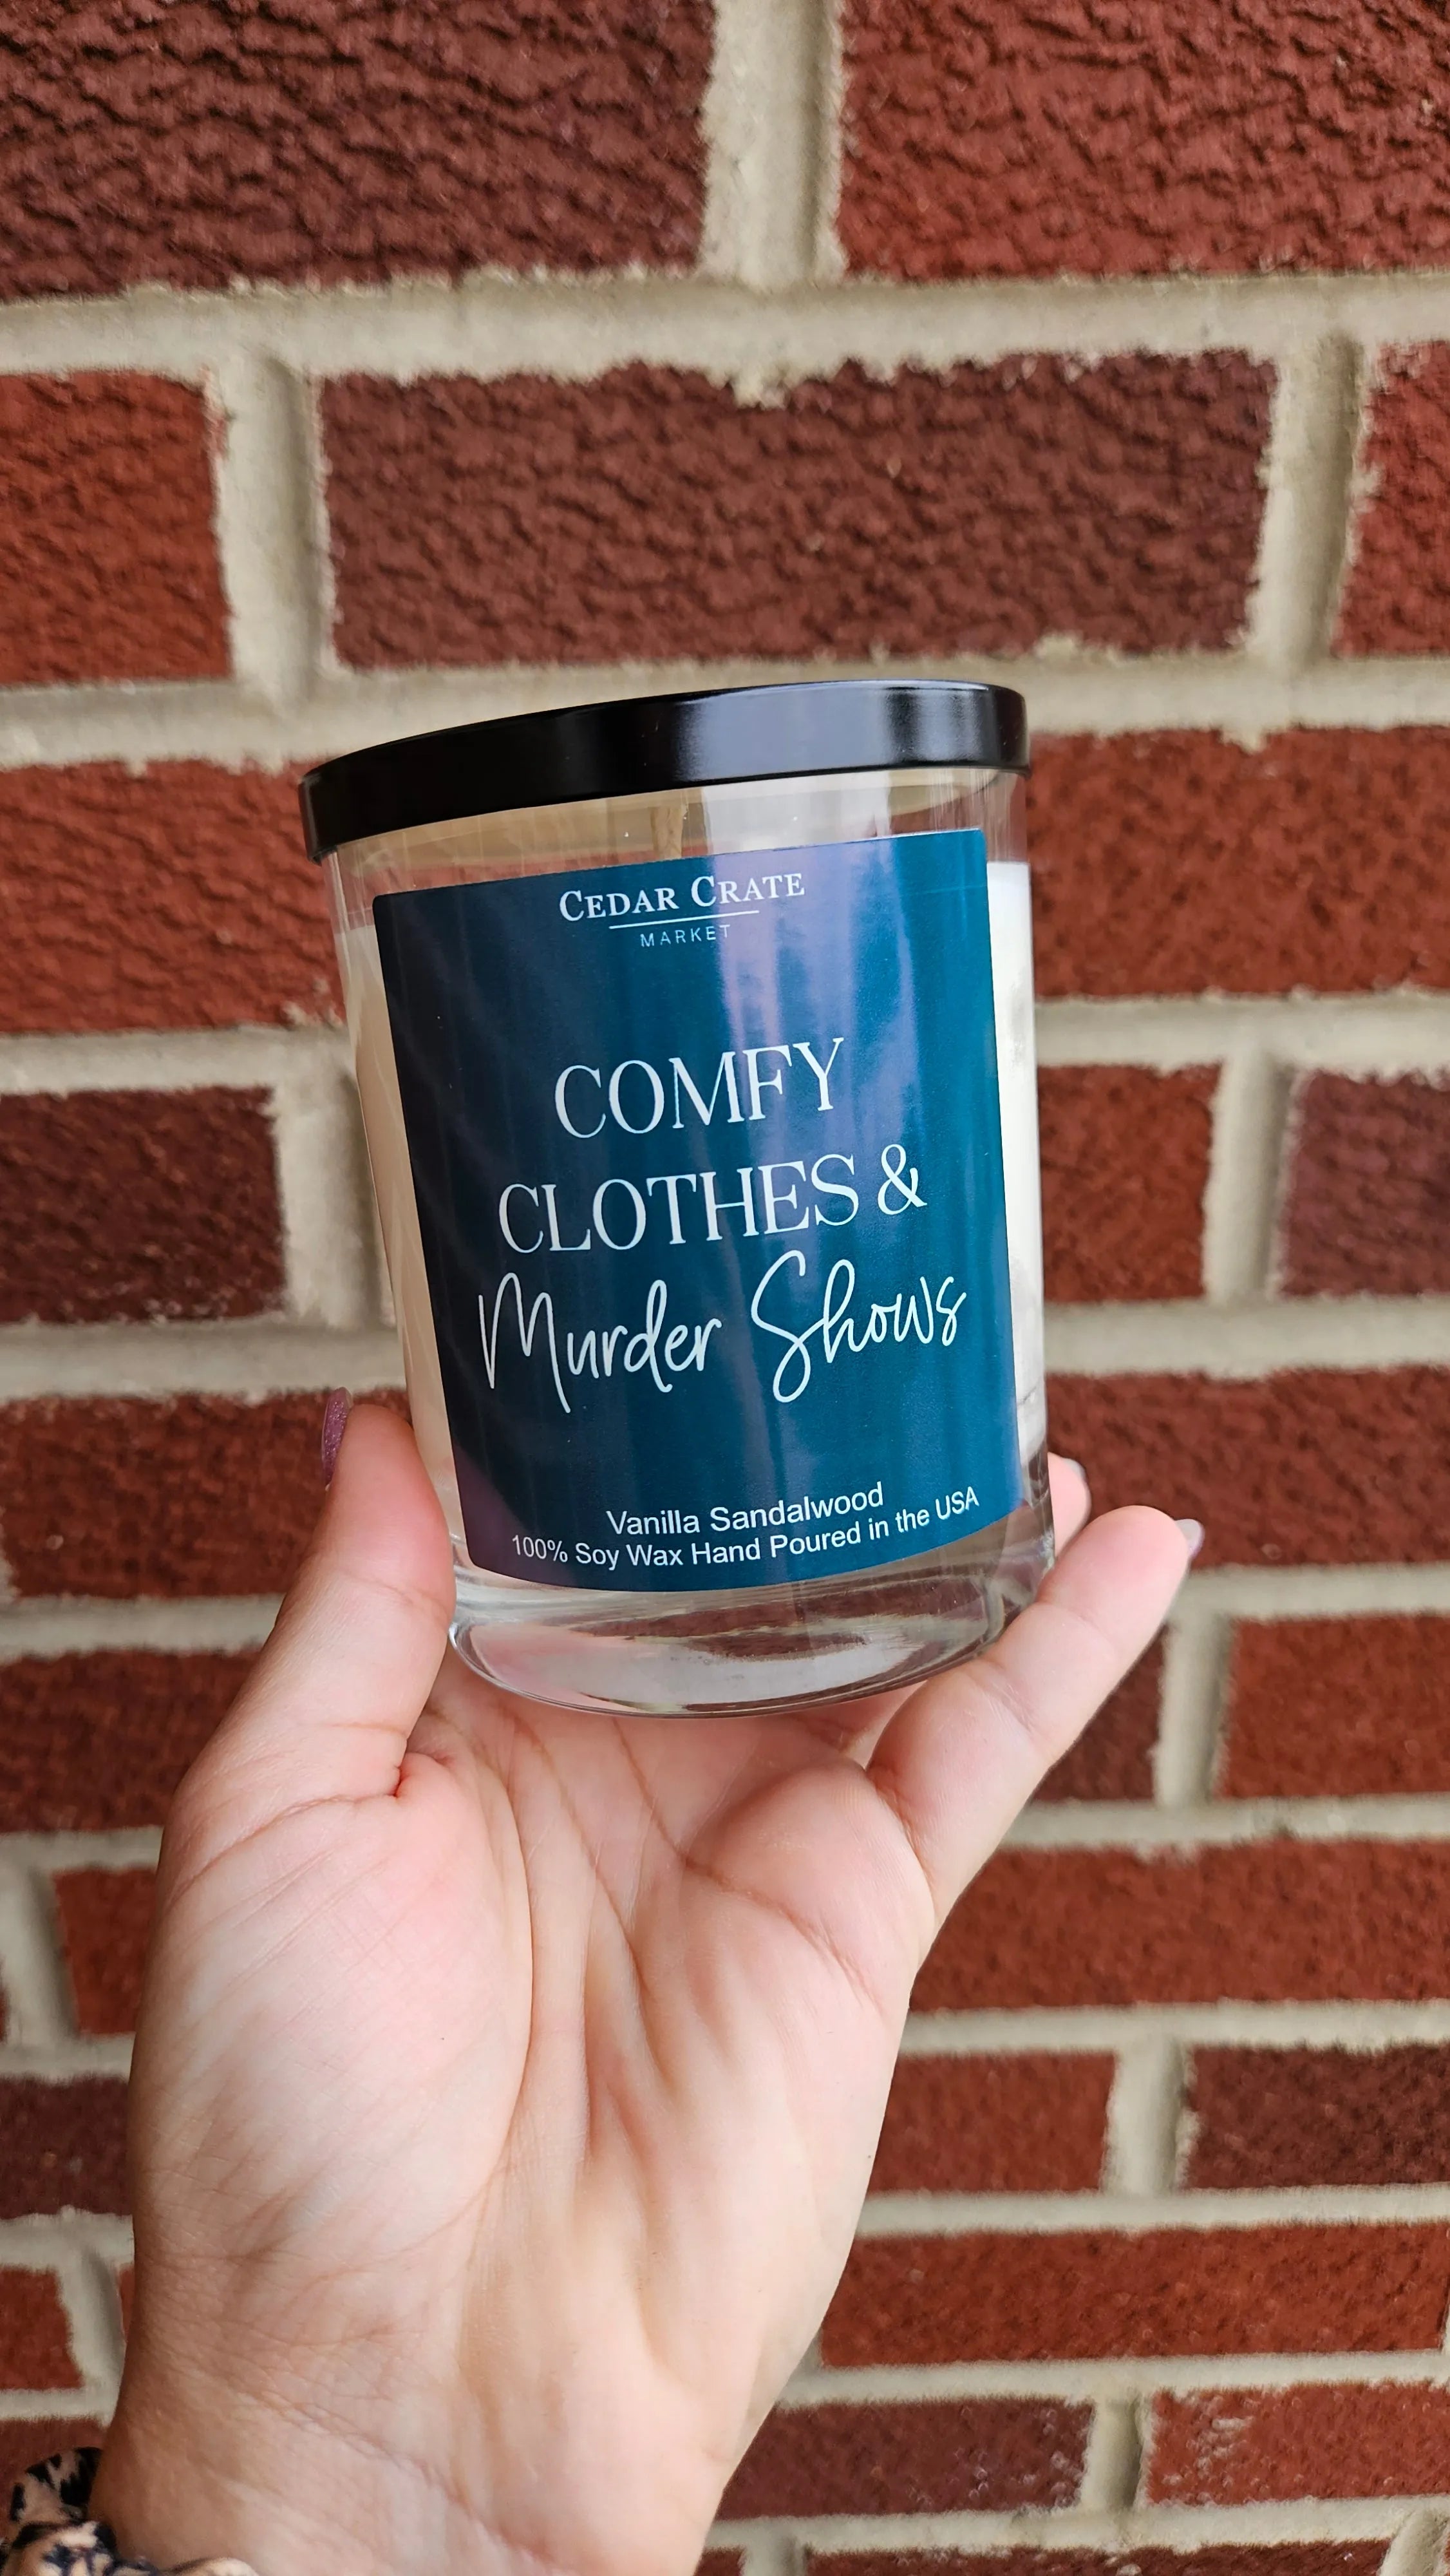 CEDAR CRATE
MARKET
COMFY
CLOTHES &
Murder Shows
Vanilla Sandalwood
100% Soy Wax Hand Poured in the USA